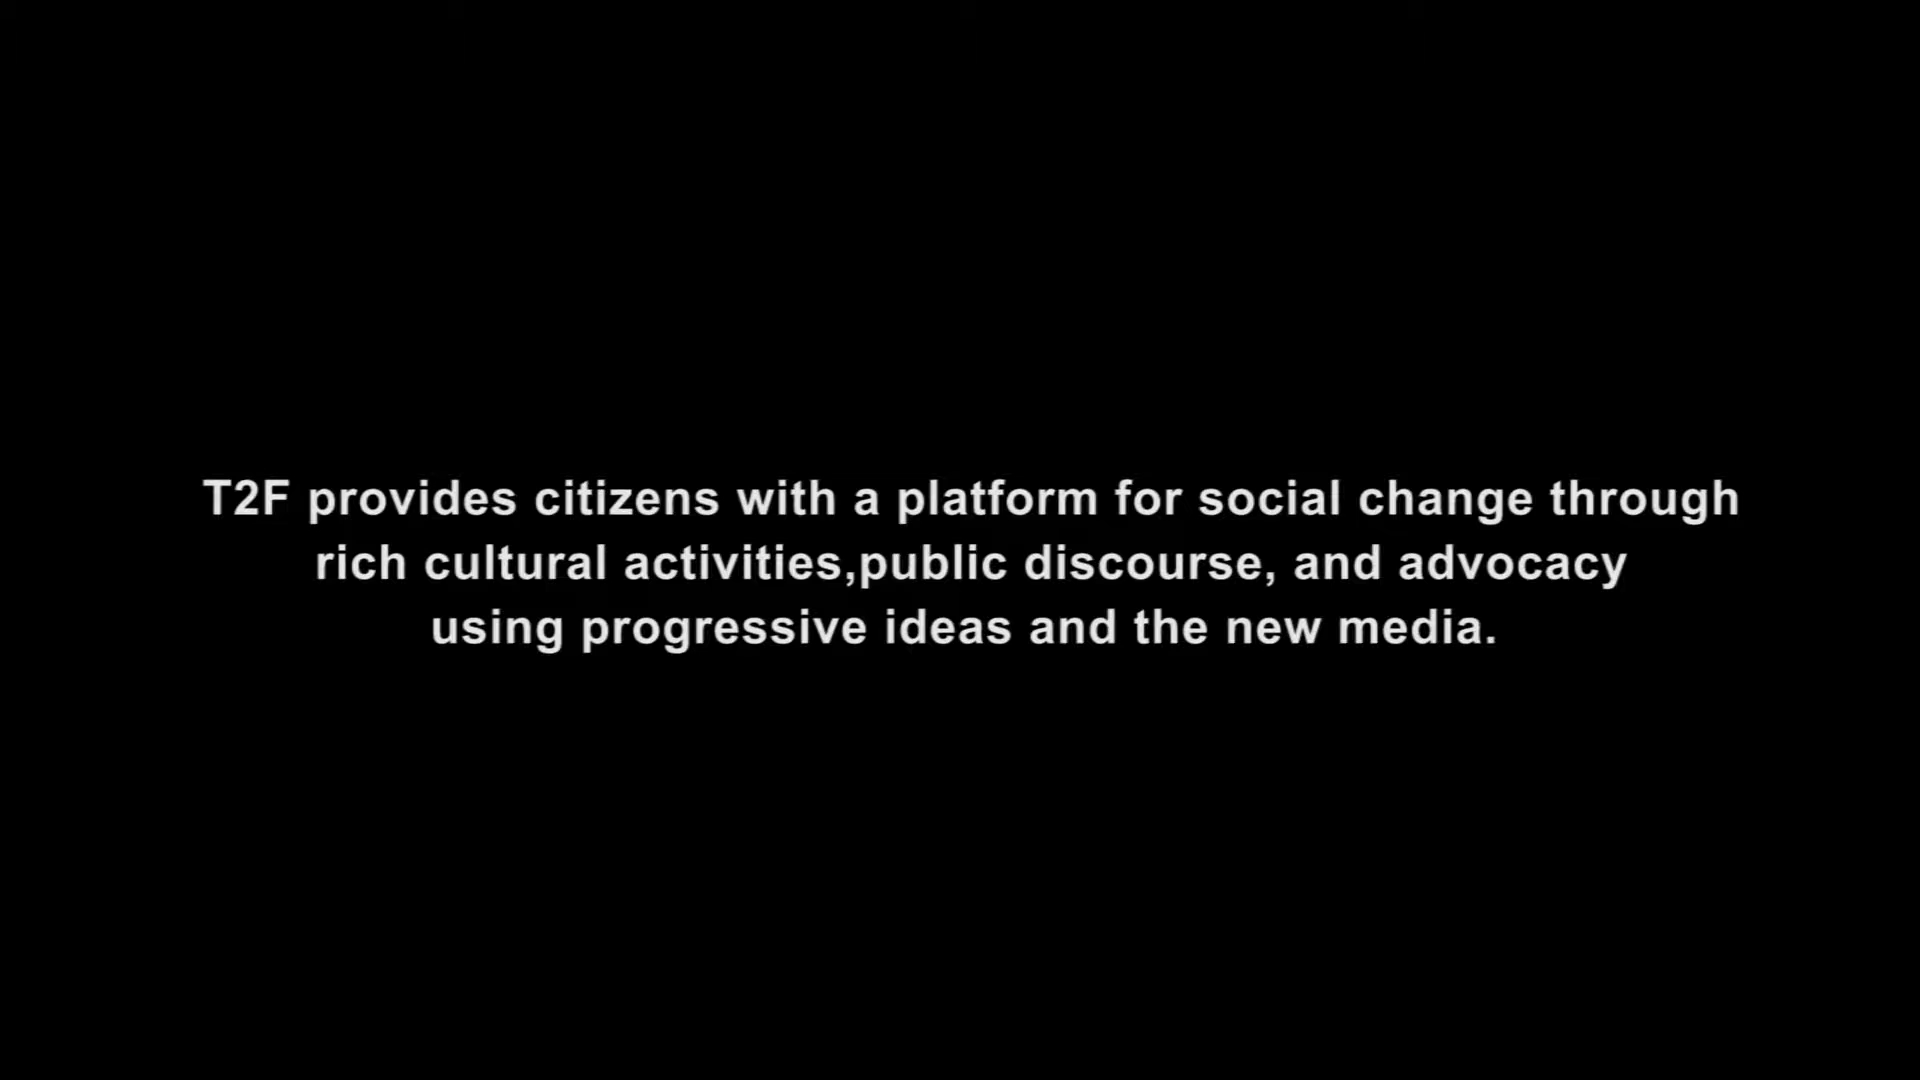 T2F provides citizens with a platform for social change through
rich cultural activities,public discourse, and advocacy
using progressive ideas and the new media.